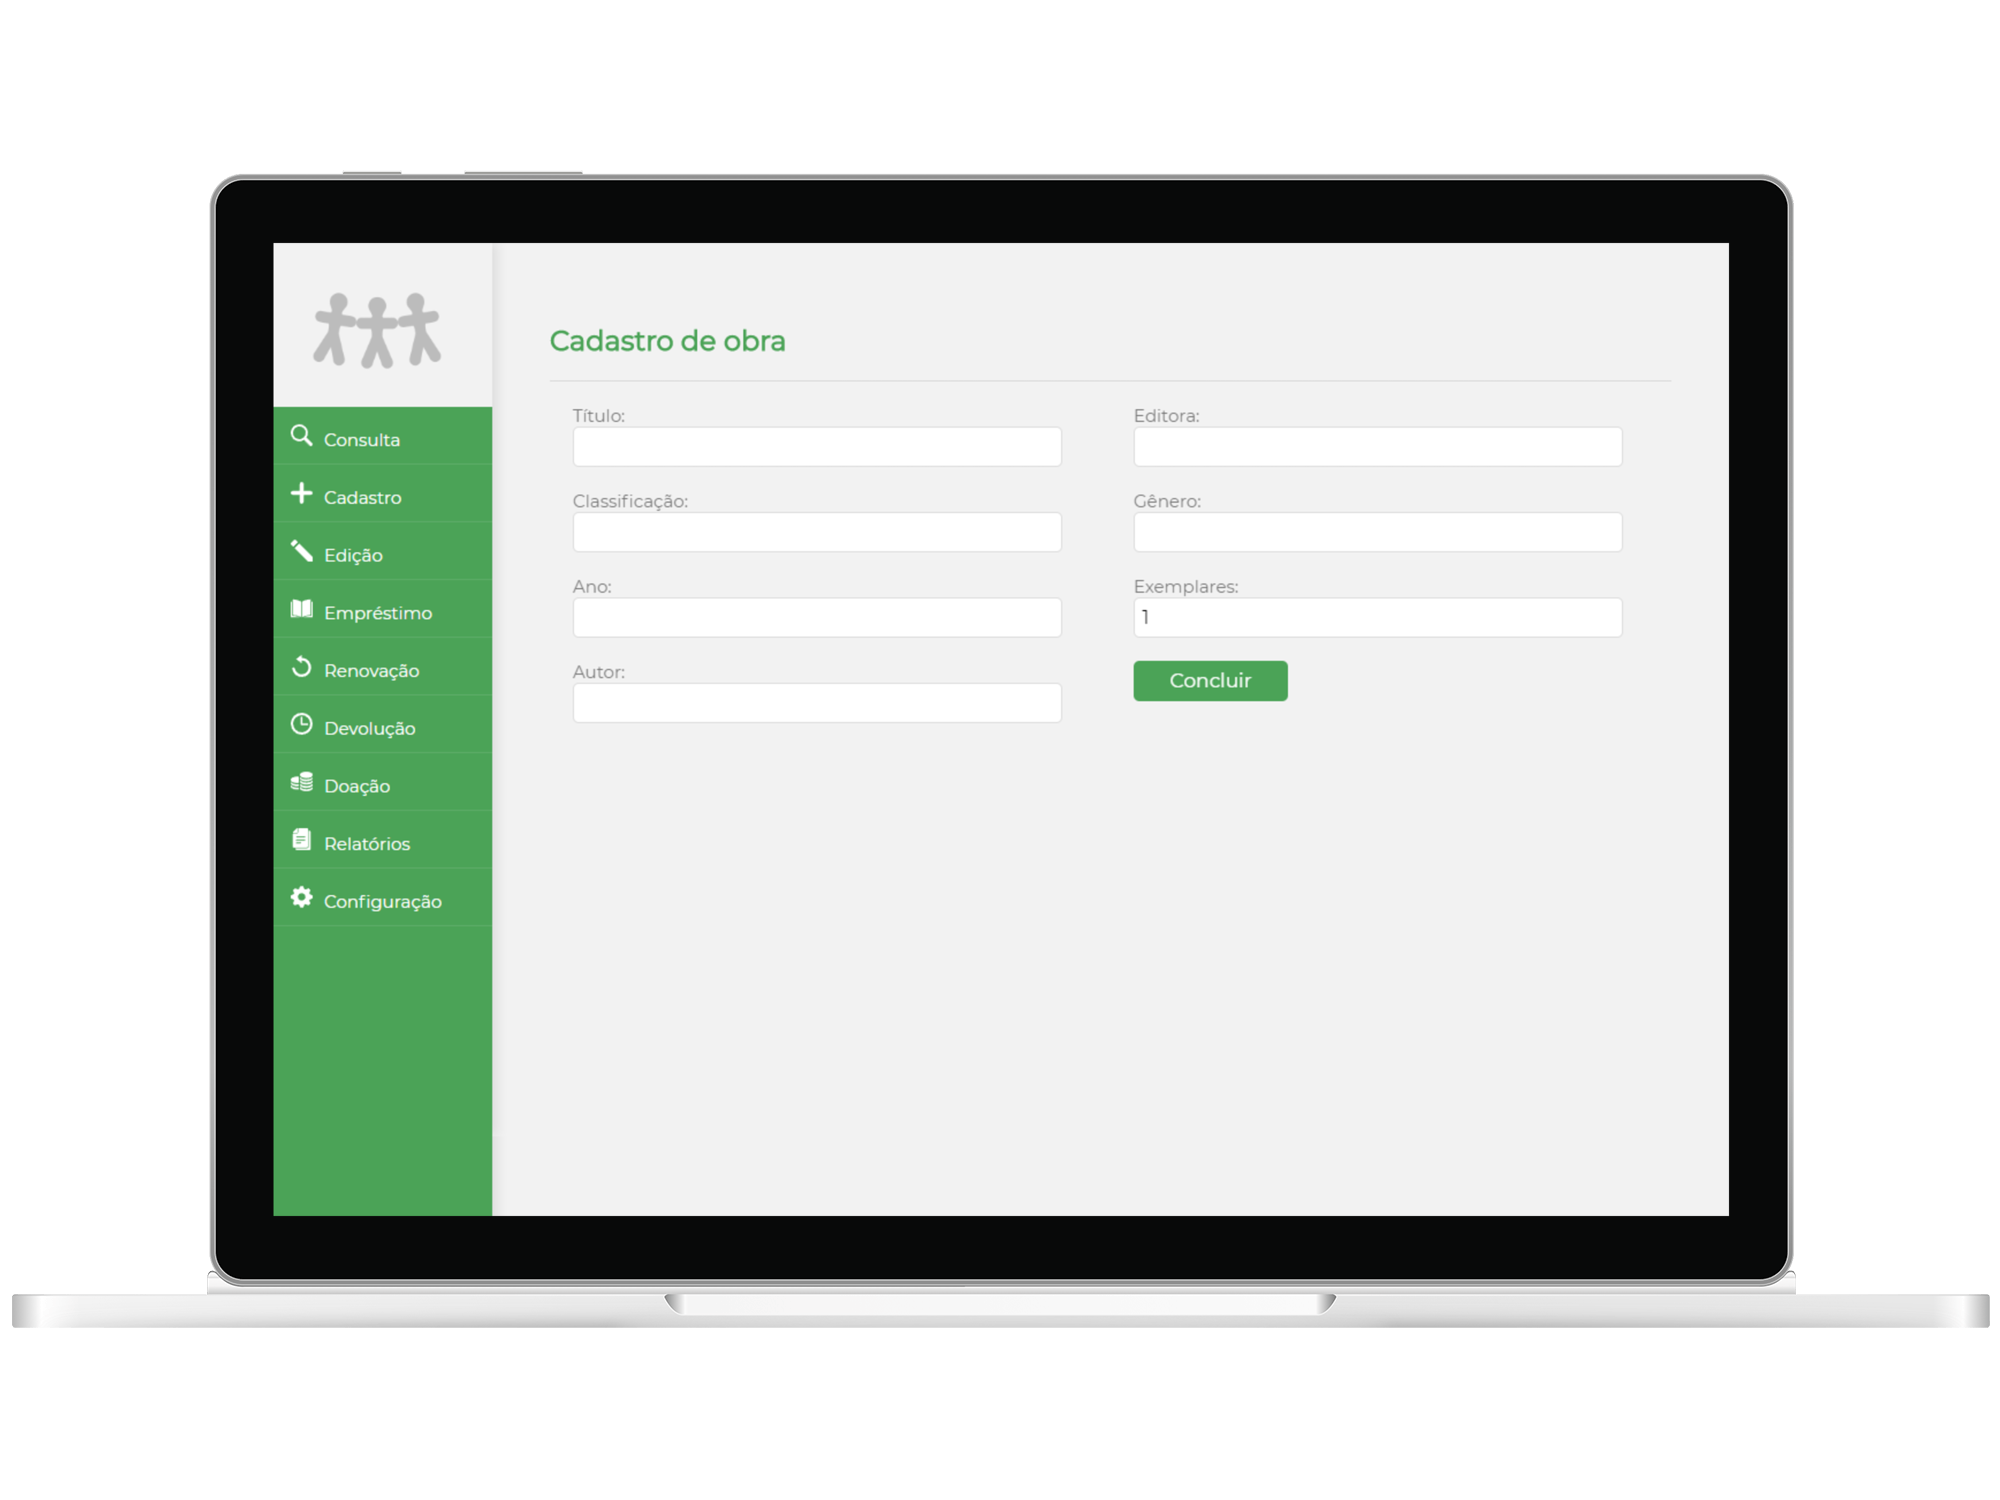 Consulta
Cadastro
Edição
Empréstimo
Renovação
Devolução
Doação
Relatórios
Configuração
Cadastro de obra
Título:
Classificação:
Ano:
Autor:
Editora:
Gênero:
Exemplares:
1
Concluir